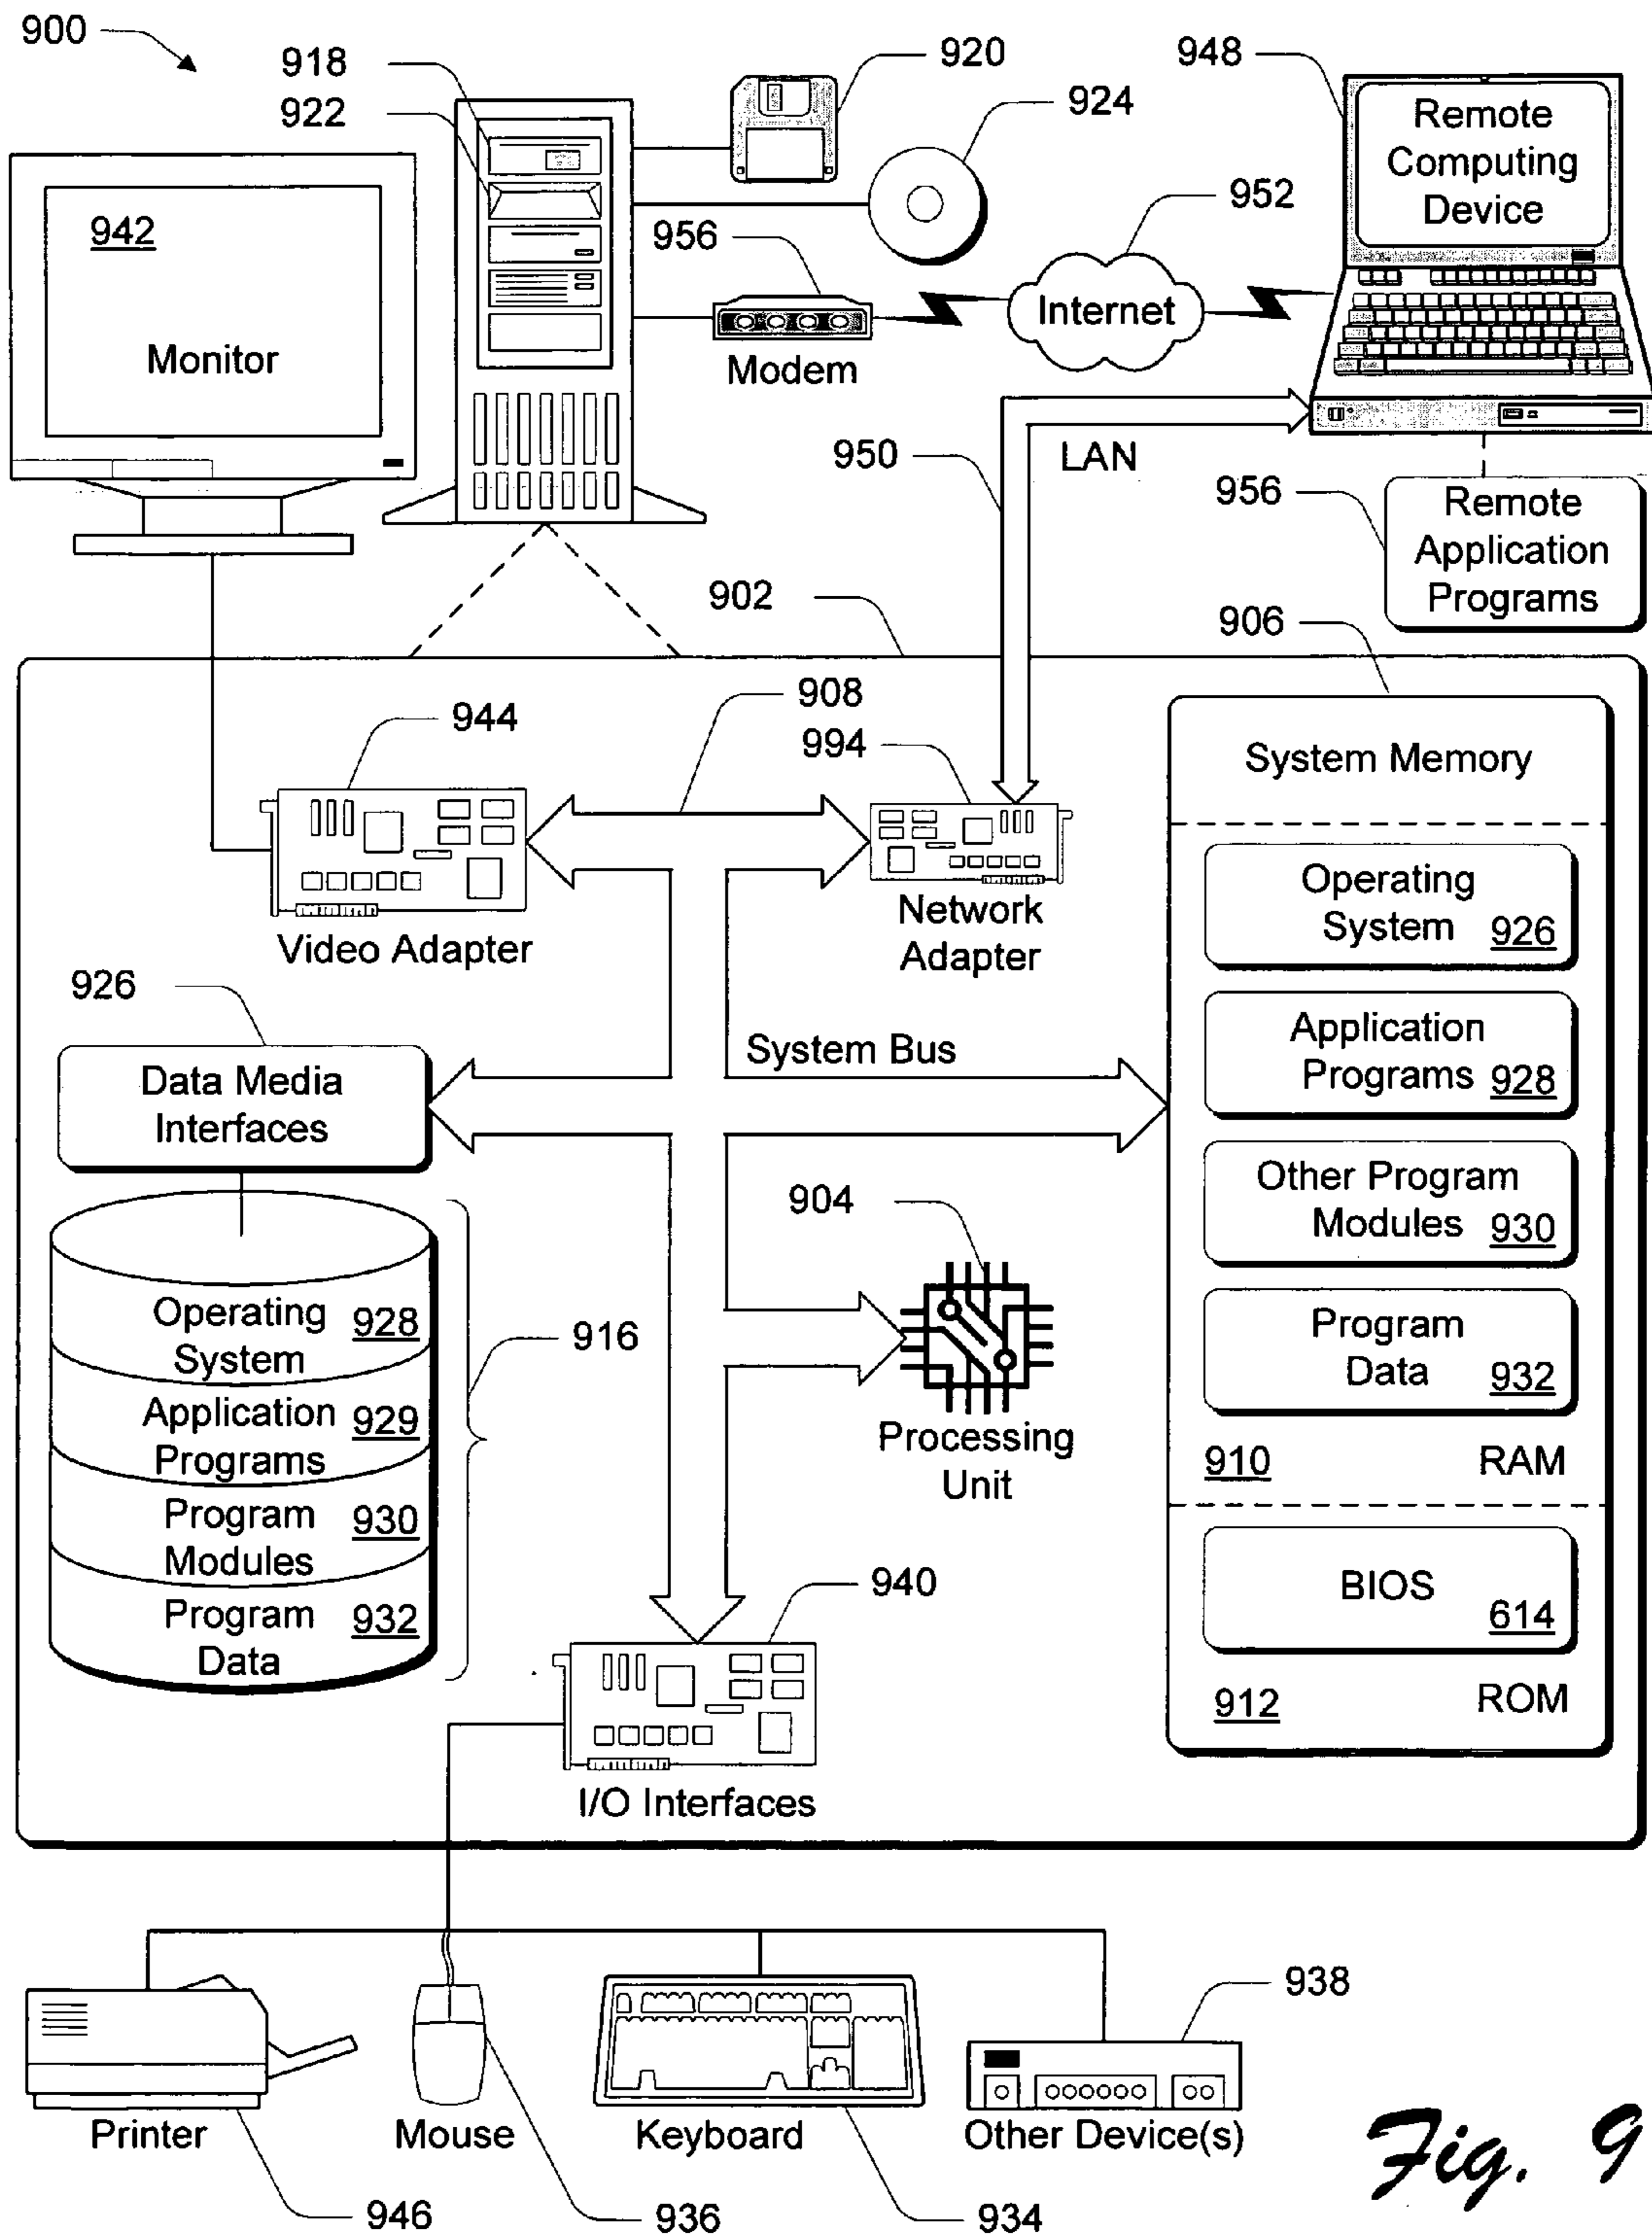 900
918
922
920
924
948
Remote
Computing
Device
942
Monitor
956
Modem
952
Internet
950
LAN
956
Remote
Application
Programs
902
906
908
944
994
Video Adapter
Network
Adapter
System Memory
Operating
System 926
Application
Programs 928
Other Program
Modules 930
Program
Data 932
910 RAM
BIOS
614
912 ROM
926
Data Media
Interfaces
System Bus
904
Processing
Unit
916
Operating 928
System
Application 929
Programs
Program 930
Modules
Program 932
Data
940
I/O Interfaces
938
Printer
Mouse
Keyboard
Other Device(s)
946
936
934
Fig. 9